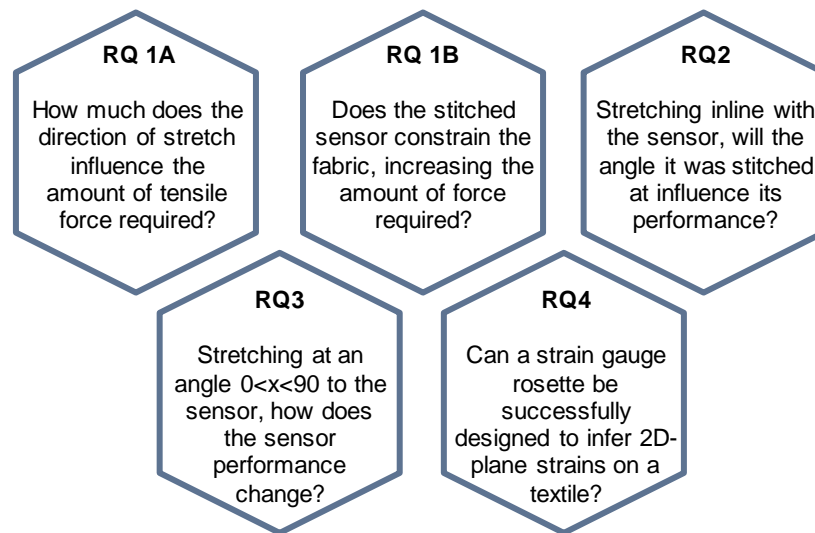 RQ 1A
How much does the
direction of stretch
influence the
amount of tensile
force required?
RQ 1B
Does the stitched
sensor constrain the
fabric, increasing the
amount of force
required?
RQ2
Stretching inline with
the sensor, will the
angle it was stitched
at influence its
performance?
RQ3
Stretching at an
angle 0<x<90 to the
sensor, how does
the sensor
performance
change?
RQ4
Can a strain gauge
rosette be
successfully
designed to infer 2D-
plane strains on a
textile?